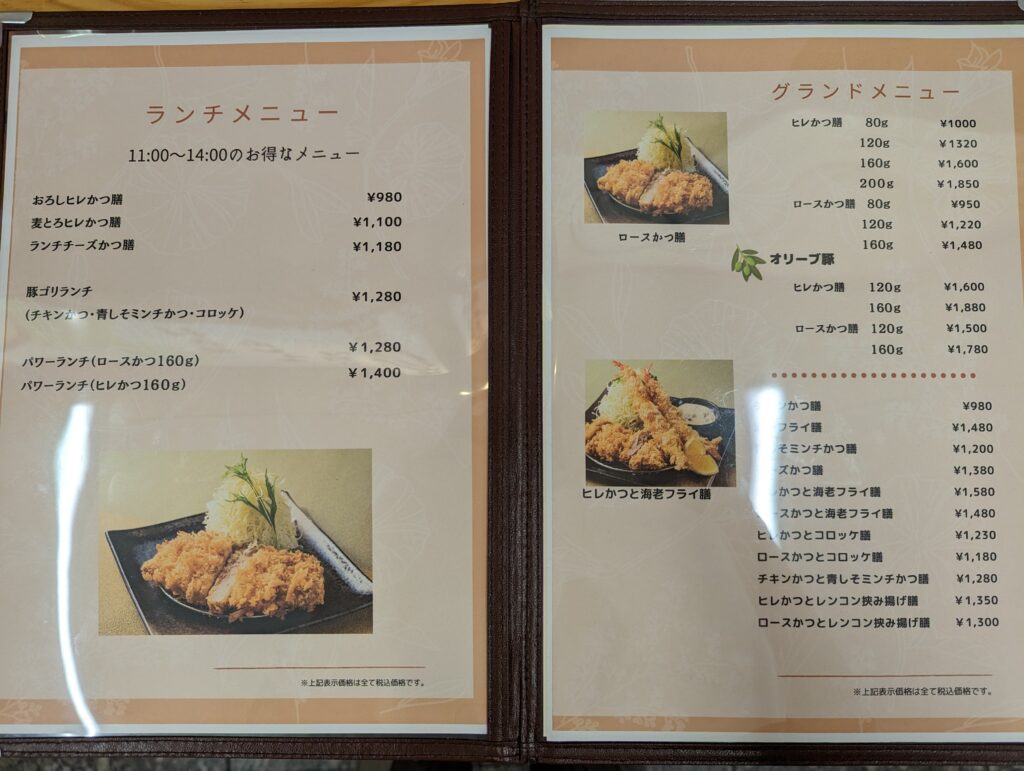 ランチメニュー
11:00～14:00のお得なメニュー
おろしヒレかつ膳 ¥980
麦とろヒレかつ膳 ¥1,100
ランチチーズかつ膳 ¥1,180
豚ゴリランチ ¥1,280
(チキンかつ・青しそミンチかつ・コロッケ)
パワーランチ(ロースかつ160g) ¥1,280
パワーランチ(ヒレかつ160g) ¥1,400
※上記表示価格は全て税込価格です。
グランドメニュー
ヒレかつ膳 80g ¥1000
120g ¥1320
160g ¥1,600
200g ¥1,850
ロースかつ膳 80g ¥950
120g ¥1,220
160g ¥1,480
ロースかつ膳
オリーブ豚
ヒレかつ膳 120g ¥1,600
160g ¥1,880
ロースかつ膳 120g ¥1,500
160g ¥1,780
かつ膳 ¥980
フライ膳 ¥1,480
そミンチかつ膳 ¥1,200
ーズかつ膳 ¥1,380
かつと海老フライ膳 ¥1,580
ースかつと海老フライ膳 ¥1,480
ヒレかつとコロッケ膳 ¥1,230
ロースかつとコロッケ膳 ¥1,180
チキンかつと青しそミンチかつ膳 ¥1,280
ヒレかつとレンコン挟み揚げ膳 ¥1,350
ロースかつとレンコン挟み揚げ膳 ¥1,300
ヒレかつと海老フライ膳
※上記表示価格は全て税込価格です。